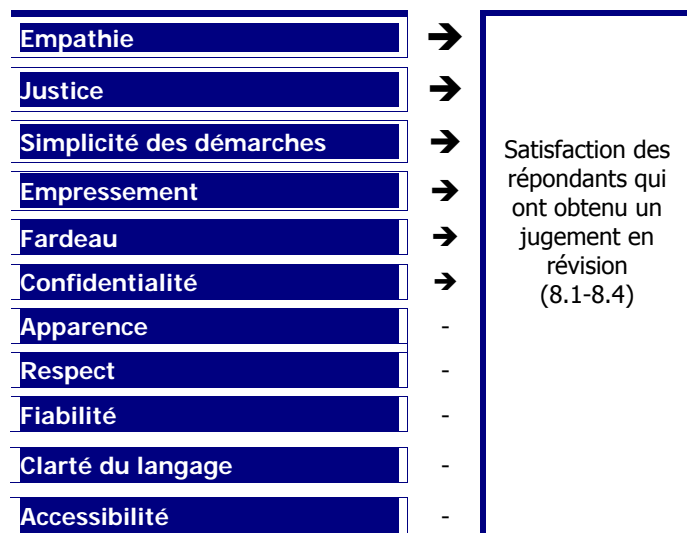 Empathie ➔
Justice ➔
Simplicité des démarches ➔
Empressement ➔
Fardeau ➔
Confidentialité ➔
Apparence -
Respect -
Fiabilité -
Clarté du langage -
Accessibilité -
Satisfaction des
répondants qui
ont obtenu un
jugement en
révision
(8.1-8.4)